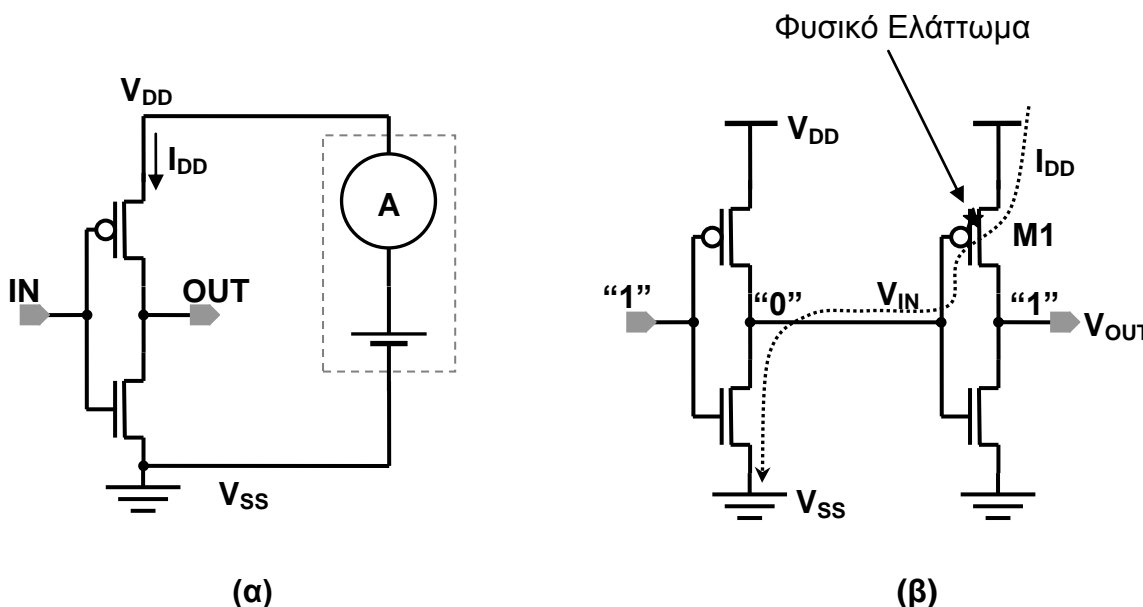 Φυσικό Ελάττωμα
V_DD
I_DD
A
IN
OUT
V_SS
(α)
V_DD
I_DD
M1
“1”
“0”
V_IN
“1”
V_OUT
V_SS
(β)